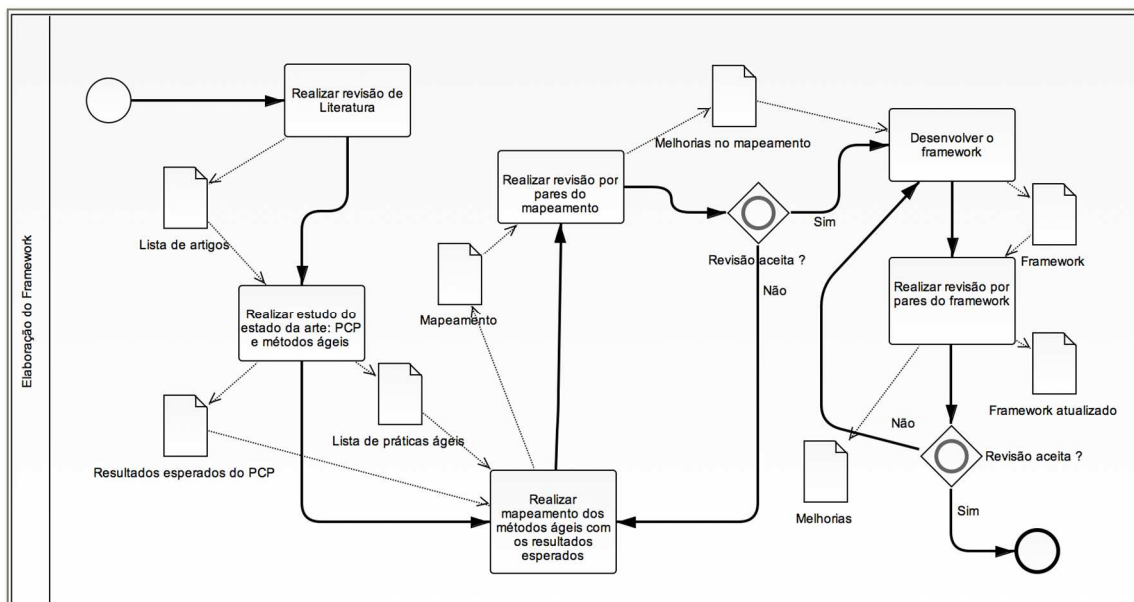 Elaboração do Framework
Realizar revisão de
Literatura
Lista de artigos
Realizar estudo do
estado da arte: PCP
e métodos ágeis
Resultados esperados do PCP
Lista de práticas ágeis
Realizar
mapeamento dos
métodos ágeis com
os resultados
esperados
Mapeamento
Realizar revisão por
pares do
mapeamento
Melhorias no mapeamento
Revisão aceita ?
Sim
Não
Desenvolver o
framework
Framework
Realizar revisão por
pares do framework
Framework atualizado
Melhorias
Revisão aceita ?
Não
Sim